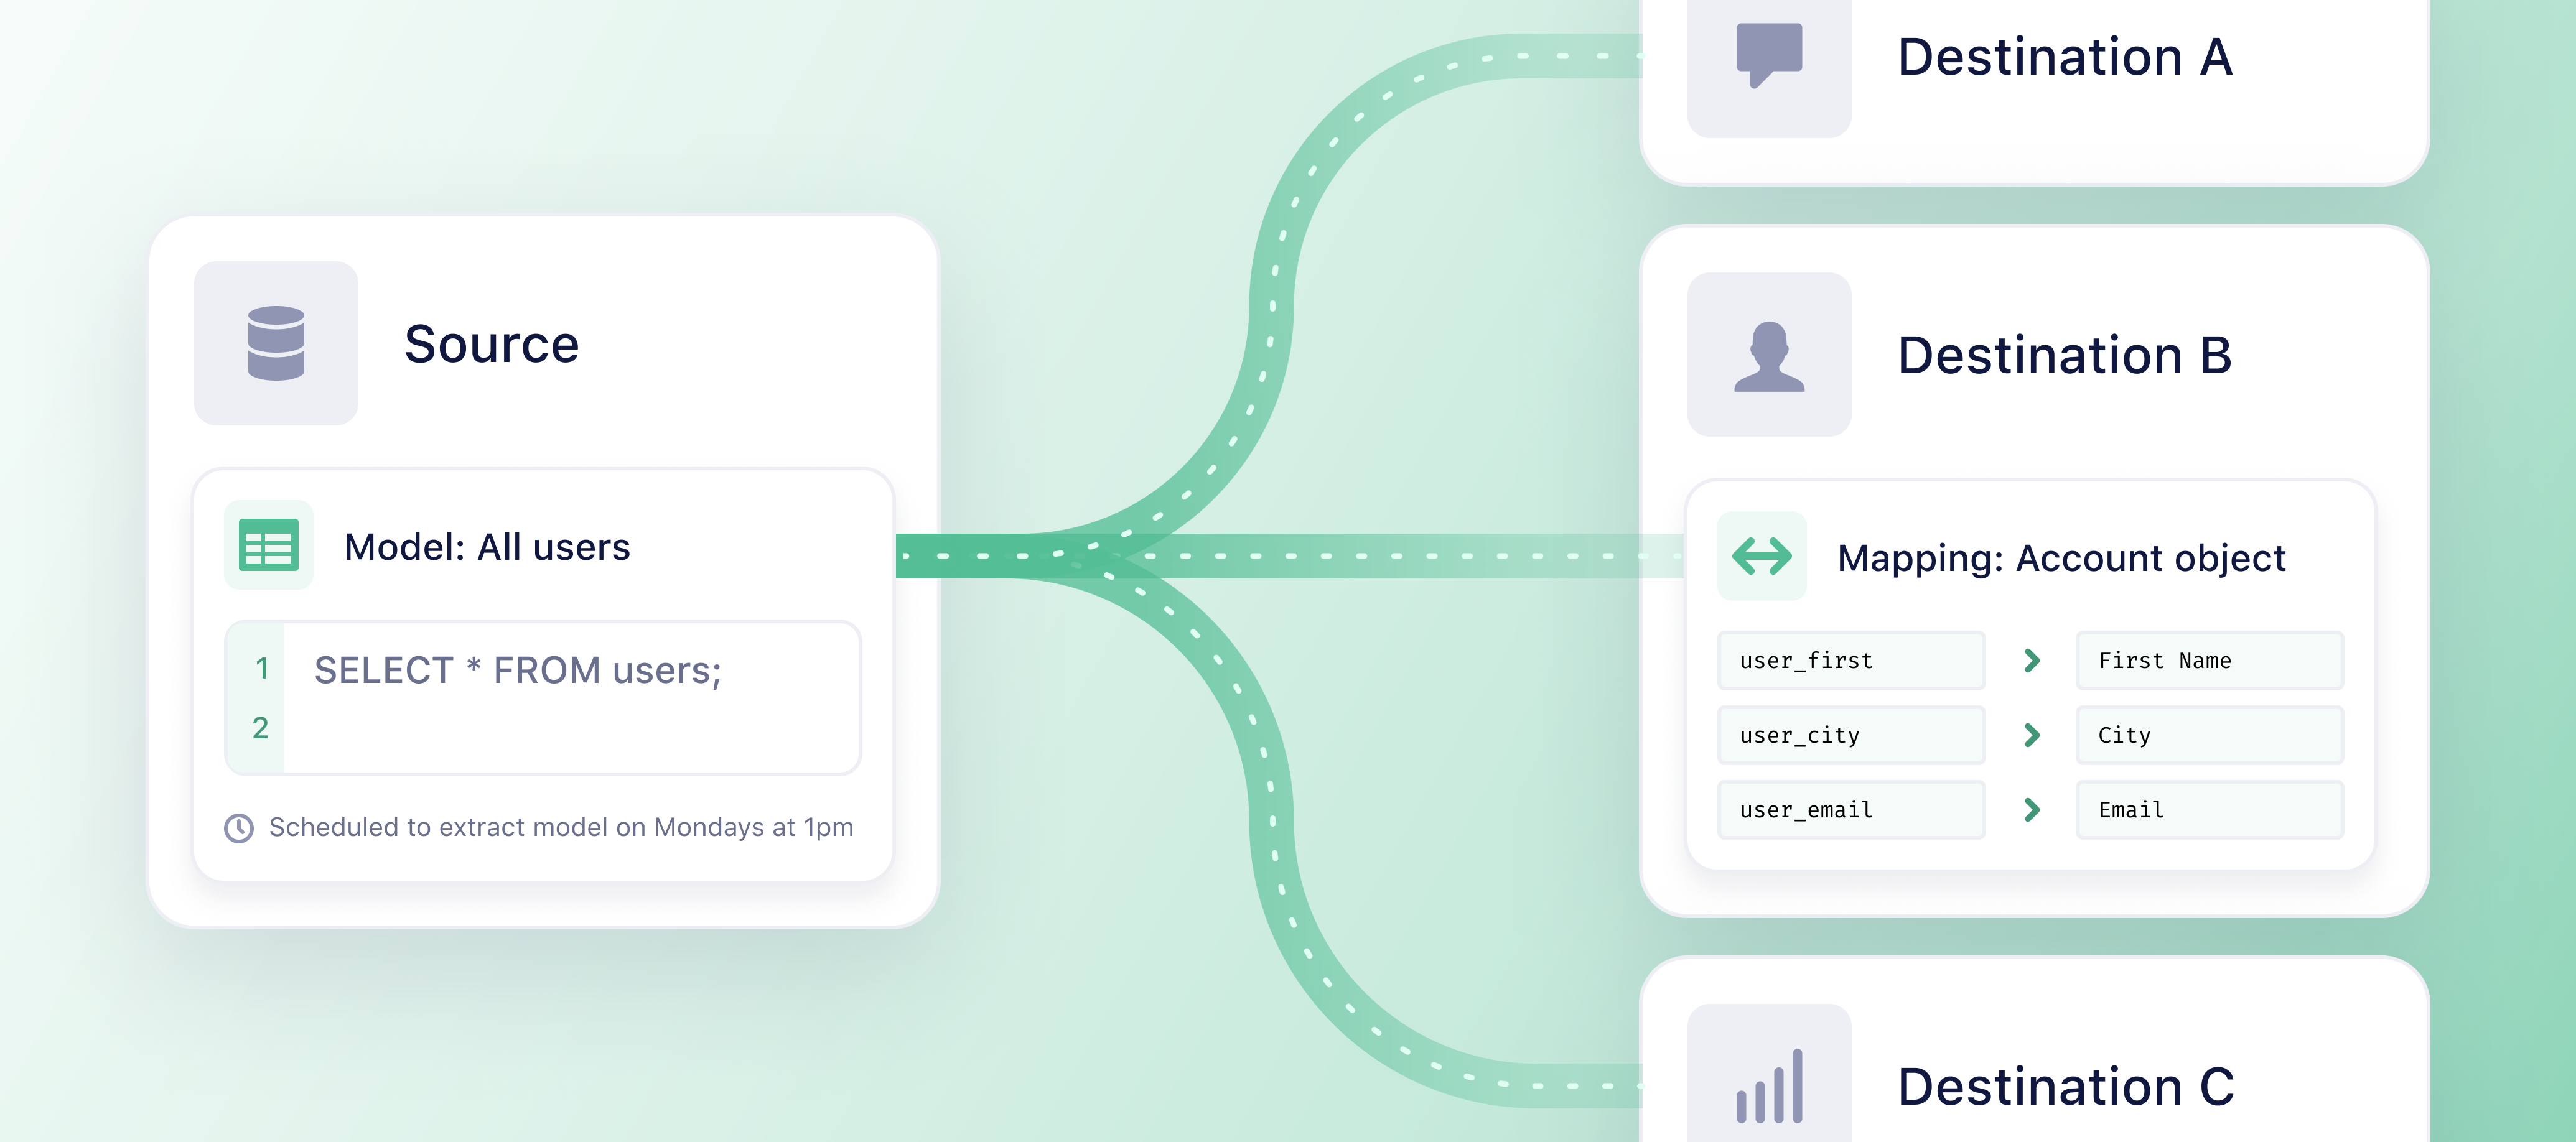 Source
Model: All users
1 SELECT * FROM users;
2
Scheduled to extract model on Mondays at 1pm
Destination A
Destination B
Mapping: Account object
user_first First Name
user_city City
user_email Email
Destination C